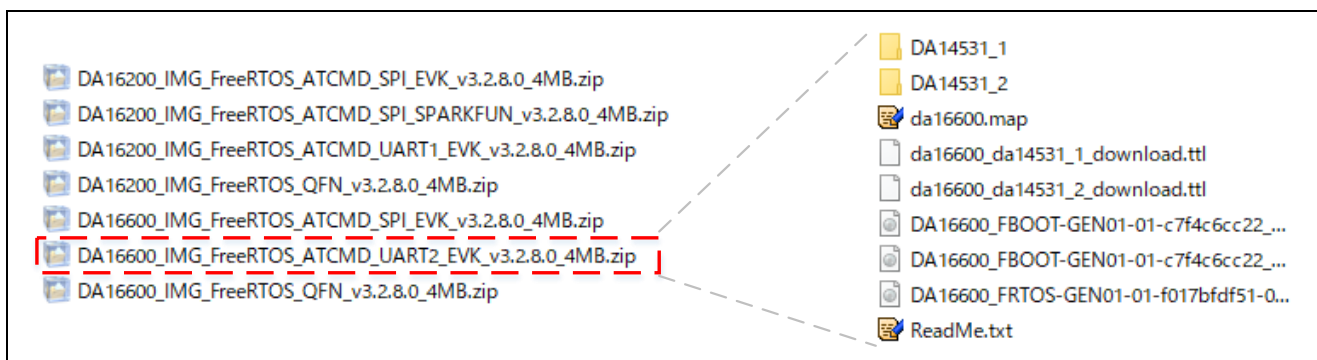 DA16200_IMG_FreeRTOS_ATCMD_SPI_EVK_v3.2.8.0_4MB.zip
DA16200_IMG_FreeRTOS_ATCMD_SPI_SPARKFUN_v3.2.8.0_4MB.zip
DA16200_IMG_FreeRTOS_ATCMD_UART1_EVK_v3.2.8.0_4MB.zip
DA16200_IMG_FreeRTOS_QFN_v3.2.8.0_4MB.zip
DA16600_IMG_FreeRTOS_ATCMD_SPI_EVK_v3.2.8.0_4MB.zip
DA16600_IMG_FreeRTOS_ATCMD_UART2_EVK_v3.2.8.0_4MB.zip
DA16600_IMG_FreeRTOS_QFN_v3.2.8.0_4MB.zip
DA14531_1
DA14531_2
da16600.map
da16600_da14531_1_download.ttl
da16600_da14531_2_download.ttl
DA16600_FBOOT-GEN01-01-c7f4c6cc22_...
DA16600_FBOOT-GEN01-01-c7f4c6cc22_...
DA16600_FRTOS-GEN01-01-f017bfdf51-0...
ReadMe.txt